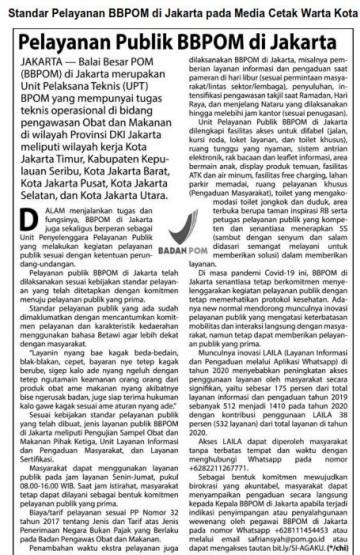 Standar Pelayanan BBPOM di Jakarta pada Media Cetak Warta Kota
Pelayanan Publik BBPOM di Jakarta
JAKARTA — Balai Besar POM
(BBPOM) di Jakarta merupakan
Unit Pelaksana Teknis (UPT)
BPOM yang mempunyai tugas
teknis operasional di bidang
pengawasan Obat dan Makanan
di wilayah Provinsi DKI Jakarta
meliputi wilayah kerja Kota
Jakarta Timur, Kabupaten Kepu-
lauan Seribu, Kota Jakarta Barat,
Kota Jakarta Pusat, Kota Jakarta
Selatan, dan Kota Jakarta Utara.
DALAM menjalankan tugas dan
fungsinya, BBPOM di Jakarta
juga sekaligus berperan sebagai
Unit Penyelenggara Pelayanan Publik
yang melakukan kegiatan pelayanan
publik sesuai dengan ketentuan perun-
dang-undangan.
Pelayanan publik BBPOM di Jakarta telah
dilaksanakan sesuai kebijakan standar pelayan-
an yang telah ditetapkan dengan komitmen
menuju pelayanan publik yang prima.
Standar pelayanan publik yang ada sudah
dimaklumatkan dengan mencantumkan komit-
men pelayanan dan karakteristik kedaerahan
menggunakan bahasa Betawi agar lebih dekat
dengan masyarakat.
"Layanin nyang bae kagak beda-bedain,
blak-blakan, cepet, bayaran nye tetep kagak
berube, sigep kalo ade nyang ngeluh dengan
tetep ngutamain keemanan orang orang dari
produk obat ame makanan nyang akibatnye
bise ngerusak badan, juge siap terima hukuman
kalo gawe kagak sesuai ame aturan nyang ade."
Sesuai kebijakan standar pelayanan publik
yang telah dibuat, jenis layanan publik BBPOM
di Jakarta meliputi Pengujian Sampel Obat dan
Makanan Pihak Ketiga, Unit Layanan Informasi
dan Pengaduan Masyarakat, dan Layanan
Sertifikasi.
Masyarakat dapat menggunakan layanan
publik pada jam layanan Senin-Jumat, pukul
08.00-16.00 WIB. Saat jam istirahat, masyarakat
tetap dapat dilayani sebagai bentuk komitmen
pelayanan publik yang prima.
Biaya/tarif pelayanan sesuai PP Nomor 32
tahun 2017 tentang Jenis dan Tarif atas Jenis
Penerimaan Negara Bukan Pajak yang Berlaku
pada Badan Pengawas Obat dan Makanan.
Penambahan waktu ekstra pelayanan juga
dilaksanakan BBPOM di Jakarta, misalnya pem-
berian layanan informasi dan pengaduan saat
pameran di hari libur (sesuai permintaan masya-
rakat/lintas sektor/lembaga), penyuluhan, in-
tensifikasi pengawasan takjil saat Ramadan, Hari
Raya, dan menjelang Nataru yang dilaksanakan
hingga melebihi jam kantor (sesuai penugasan).
Unit Pelayanan Publik BBPOM di Jakarta
dilengkapi fasilitas akses untuk difabel (jalan,
kursi roda, loket layanan, dan toilet khusus),
ruang tunggu yang nyaman, sistem antrian
elektronik, rak bacaan dan leaflet informasi, area
bermain anak, display produk temuan, fasilitas
ATK dan air minum, fasilitas free charging, lahan
parkir memadai, ruang pelayanan khusus
(Pengaduan Masyarakat), toilet yang mengako-
modasi toilet jongkok dan duduk, area
terbuka berupa taman inspirasi RB serta
petugas pelayanan publik yang kompe-
ten dan senantiasa menerapkan 5S
(sambut dengan senyum dan salam
didasari semangat melayani untuk
memberikan solusi) dalam memberikan
layanan.
BADAN POM
Di masa pandemi Covid-19 ini, BBPOM di
Jakarta senantiasa tetap berkomitmen menye-
lenggarakan kegiatan pelayanan publik dengan
tetap memerhatikan protokol kesehatan. Ada-
nya new normal mendorong munculnya inovasi
pelayanan publik yang mengatasi keterbatasan
mobilitas dan interaksi langsung dengan masya-
rakat, namun tetap dapat memberikan pelayan-
an publik yang prima.
Munculnya inovasi LAILA (Layanan Informasi
dan Pengaduan melalui Aplikasi Whatsapp) di
tahun 2020 menyebabkan peningkatan akses
penggunaan layanan oleh masyarakat secara
signifikan, yaitu sebesar 175 persen dari total
layanan informasi dan pengaduan tahun 2019
sebanyak 512 menjadi 1410 pada tahun 2020
dengan kontribusi penggunaan LAILA 38
persen (532 layanan) dari total layanan di tahun
2020.
Akses LAILA dapat diperoleh masyarakat
tanpa terbatas tempat dan waktu dengan
menghubungi Whatsapp pada nomor
+6282211267771.
Sebagai bentuk komitmen mewujudkan
birokrasi yang akuntabel, masyarakat dapat
menyampaikan pengaduan secara langsung
kepada Kepala BBPOM di Jakarta apabila terjadi
indikasi penyimpangan atau penyalahgunaan
wewenang oleh pegawai BBPOM di Jakarta
pada nomor Whatsapp +6281114544453 atau
melalui email safriansyah@pom.go.id dan
dapat mengakses tautan bit.ly/SI-AGAKI. (*/dAu)